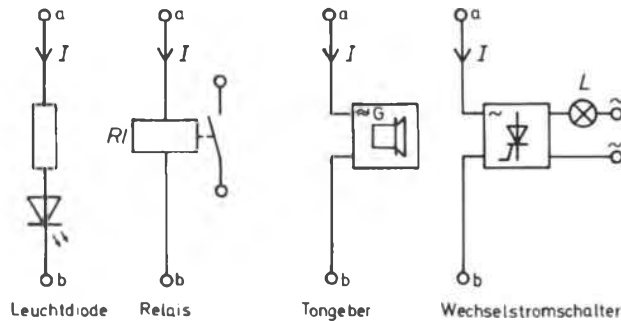 a a a a
I I I I
L
Rl
≈ G ~ ~
~
b b b b
Leuchtdiode Relais Tongeber Wechselstromschalter